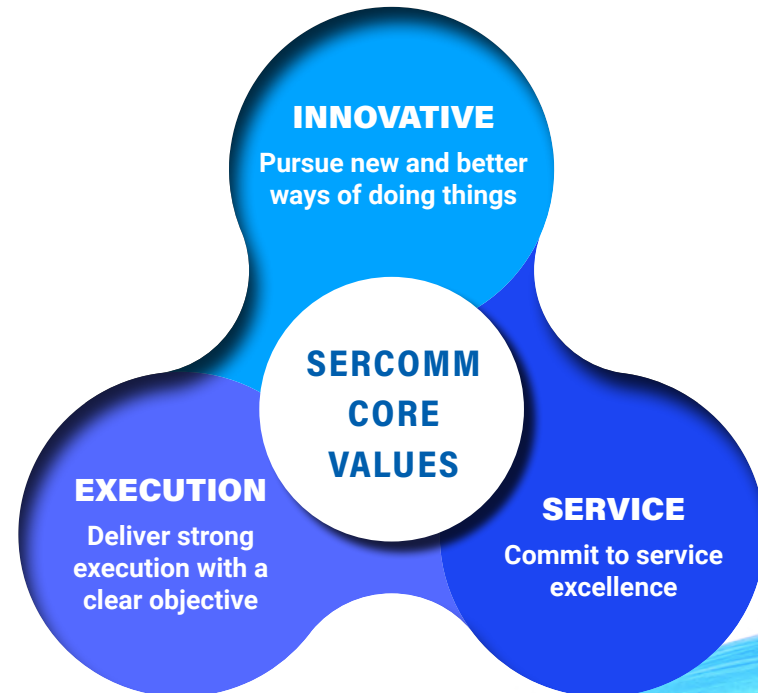 INNOVATIVE
Pursue new and better
ways of doing things
SERCOMM
CORE
VALUES
EXECUTION
Deliver strong
execution with a
clear objective
SERVICE
Commit to service
excellence